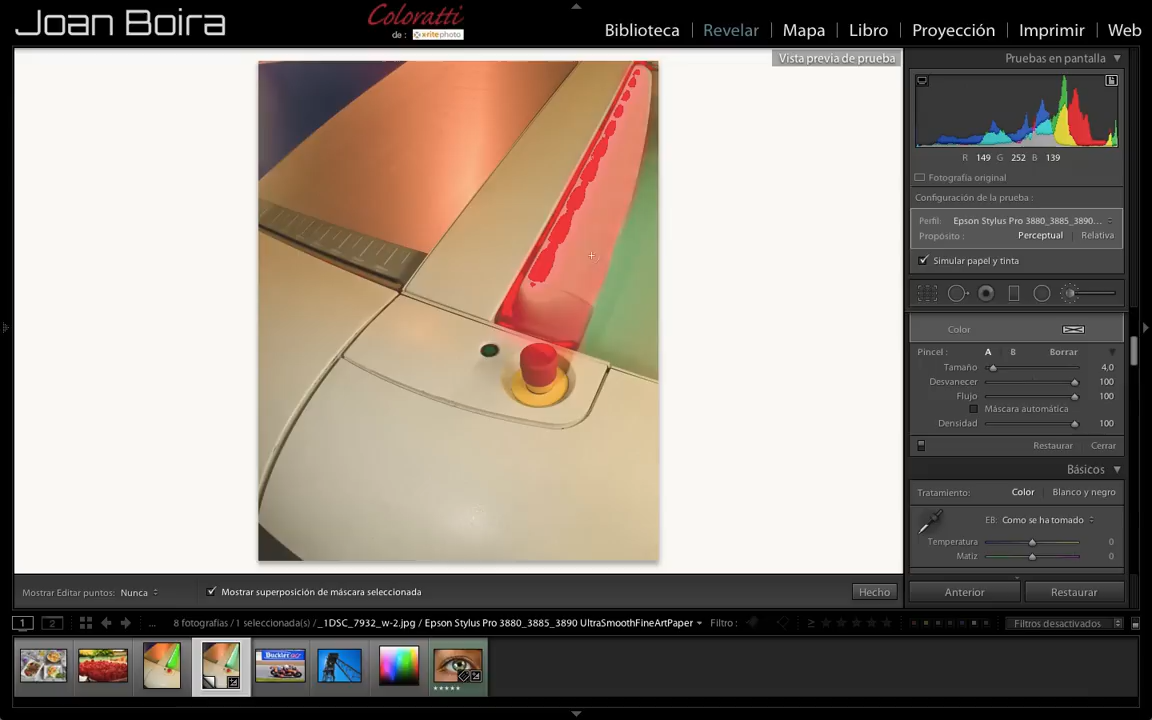 Joan Boira
Coloratti
de : x-rite photo
Biblioteca | Revelar | Mapa | Libro | Proyección | Imprimir | Web
Vista previa de prueba
Pruebas en pantalla
R 149 G 252 B 139
Fotografía original
Configuración de la prueba :
Perfil: Epson Stylus Pro 3880_3885_3890...
Propósito : Perceptual | Relativa
Simular papel y tinta
Color
Pincel : A B Borrar
Tamaño 4,0
Desvanecer 100
Flujo 100
Máscara automática
Densidad 100
Restaurar Cerrar
Básicos
Tratamiento: Color | Blanco y negro
EB: Como se ha tomado
Temperatura 0
Matiz 0
Mostrar Editar puntos: Nunca
Mostrar superposición de máscara seleccionada
Hecho
Anterior
Restaurar
1 2 ... 8 fotografías / 1 seleccionada(s) / _1DSC_7932_w-2.jpg / Epson Stylus Pro 3880_3885_3890 UltraSmoothFineArtPaper
Filtro :
Filtros desactivados
Duckler